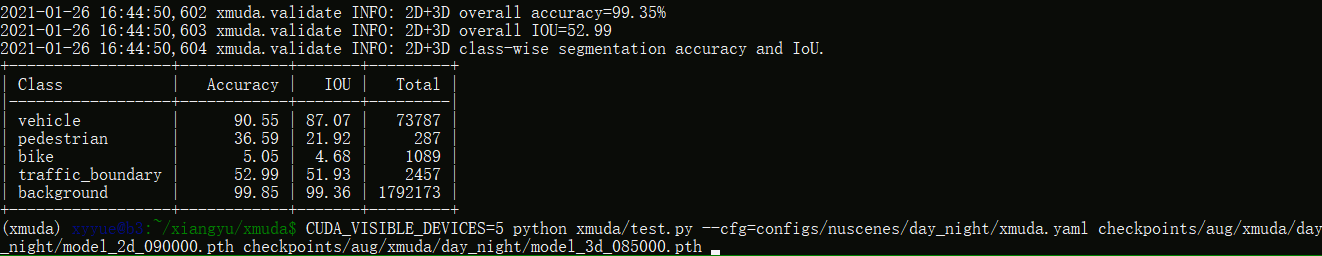 2021-01-26 16:44:50,602 xmuda.validate INFO: 2D+3D overall accuracy=99.35%
2021-01-26 16:44:50,603 xmuda.validate INFO: 2D+3D overall IOU=52.99
2021-01-26 16:44:50,604 xmuda.validate INFO: 2D+3D class-wise segmentation accuracy and IoU.
+-------------------+------------+-------+---------+
| Class | Accuracy | IOU | Total |
|-------------------+------------+-------+---------|
| vehicle | 90.55 | 87.07 | 73787 |
| pedestrian | 36.59 | 21.92 | 287 |
| bike | 5.05 | 4.68 | 1089 |
| traffic_boundary | 52.99 | 51.93 | 2457 |
| background | 99.85 | 99.36 | 1792173 |
+-------------------+------------+-------+---------+
(xmuda) xyyue@b3:~/xiangyu/xmuda$ CUDA_VISIBLE_DEVICES=5 python xmuda/test.py --cfg=configs/nuscenes/day_night/xmuda.yaml checkpoints/aug/xmuda/day
_night/model_2d_090000.pth checkpoints/aug/xmuda/day_night/model_3d_085000.pth